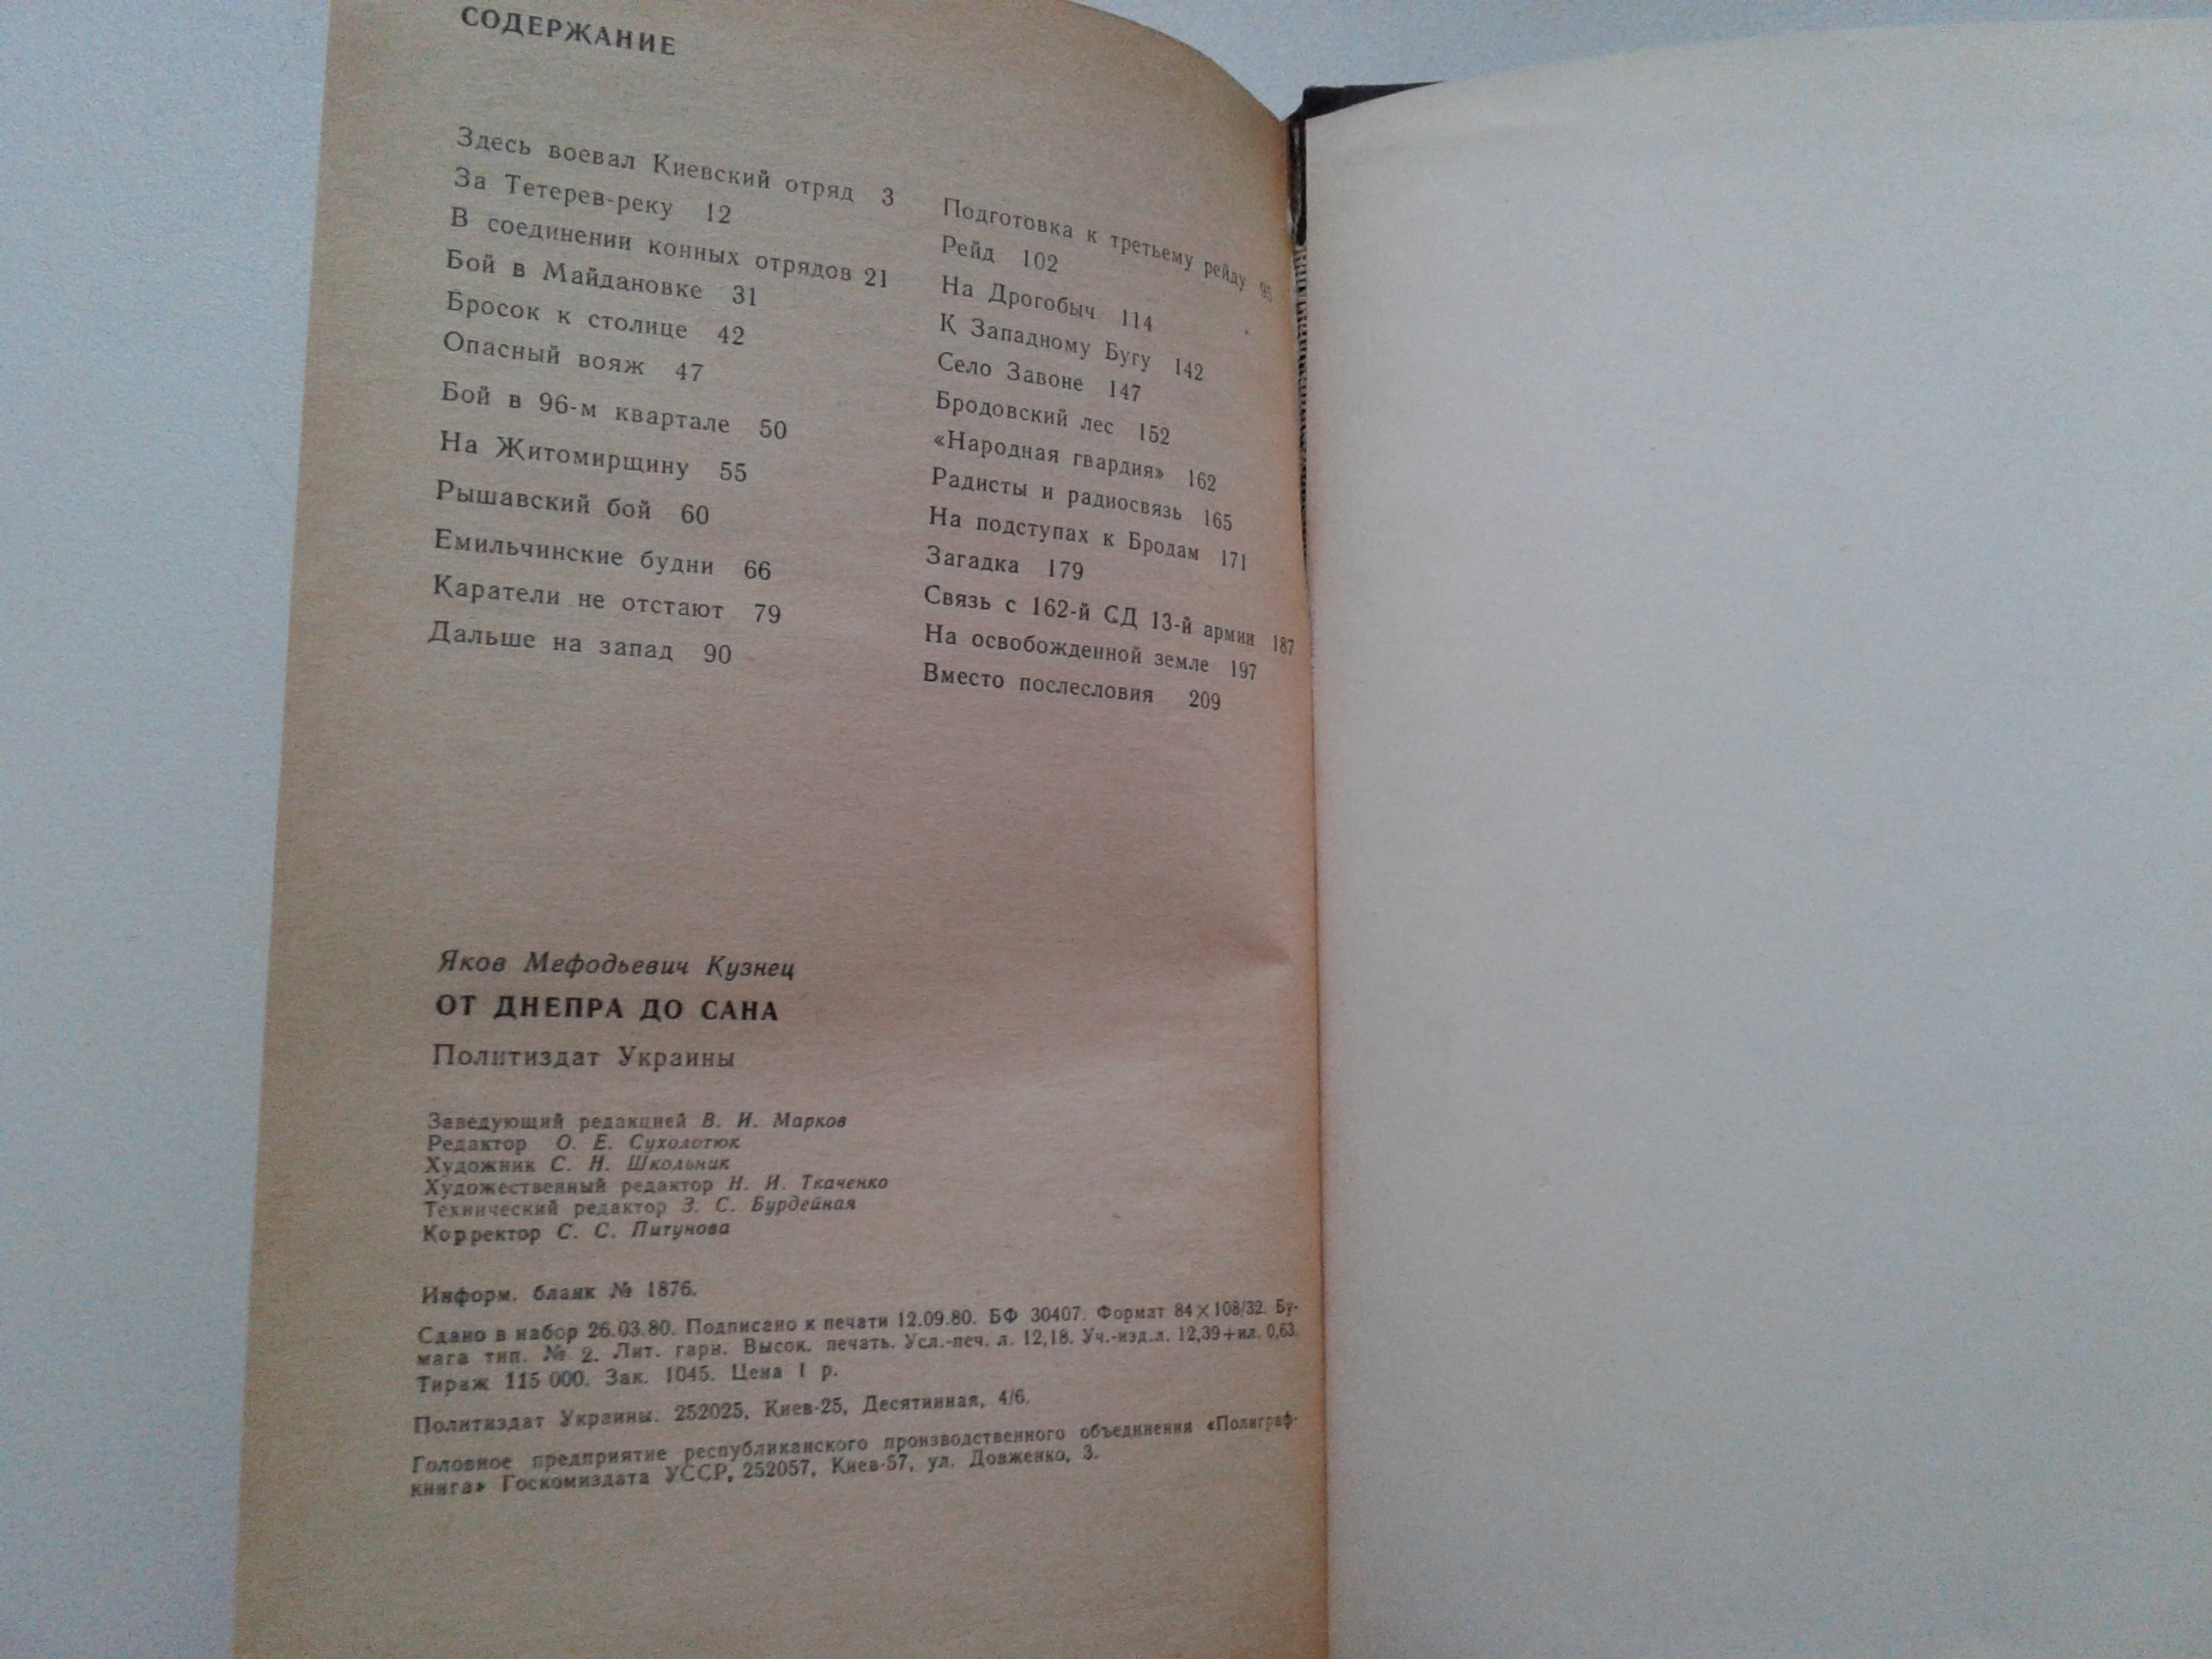 СОДЕРЖАНИЕ
Здесь воевал Киевский отряд 3
За Тетерев-реку 12
В соединении конных отрядов 21
Бой в Майдановке 31
Бросок к столице 42
Опасный вояж 47
Бой в 96-м квартале 50
На Житомирщину 55
Рышавский бой 60
Емильчинские будни 66
Каратели не отстают 79
Дальше на запад 90
Подготовка к третьему рейду 95
Рейд 102
На Дрогобыч 114
К Западному Бугу 142
Село Завоне 147
Бродовский лес 152
«Народная гвардия» 162
Радисты и радиосвязь 165
На подступах к Бродам 171
Загадка 179
Связь с 162-й СД 13-й армии 187
На освобожденной земле 197
Вместо послесловия 209
Яков Мефодьевич Кузнец
ОТ ДНЕПРА ДО САНА
Политиздат Украины
Заведующий редакцией В. И. Марков
Редактор О. Е. Сухолотюк
Художник С. Н. Школьник
Художественный редактор Н. И. Ткаченко
Технический редактор З. С. Бурдейная
Корректор С. С. Питунова
Информ. бланк № 1876.
Сдано в набор 26.03.80. Подписано к печати 12.09.80. БФ 30407. Формат 84×108/32. Бу-
мага тип. № 2. Лит. гарн. Высок. печать. Усл.-печ. л. 12,18. Уч.-изд.л. 12,39+ил. 0,63.
Тираж 115 000. Зак. 1045. Цена 1 р.
Политиздат Украины. 252025, Киев-25, Десятинная, 4/6.
Головное предприятие республиканского производственного объединения «Полиграф-
книга» Госкомиздата УССР, 252057, Киев-57, ул. Довженко, 3.